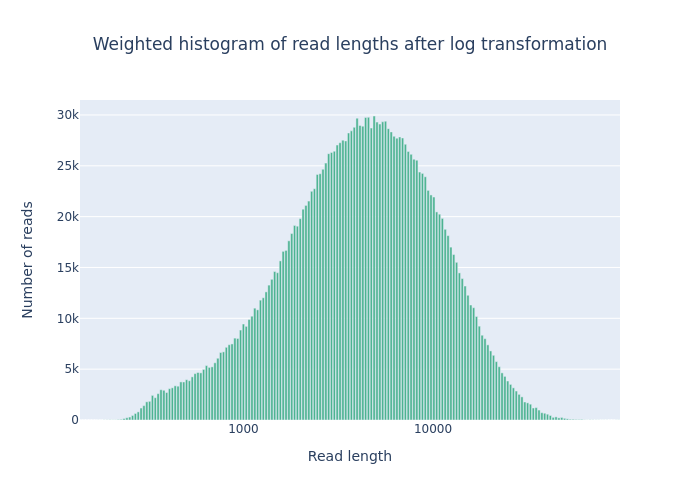 Weighted histogram of read lengths after log transformation
30k
25k
20k
15k
10k
5k
0
Number of reads
1000
10000
Read length